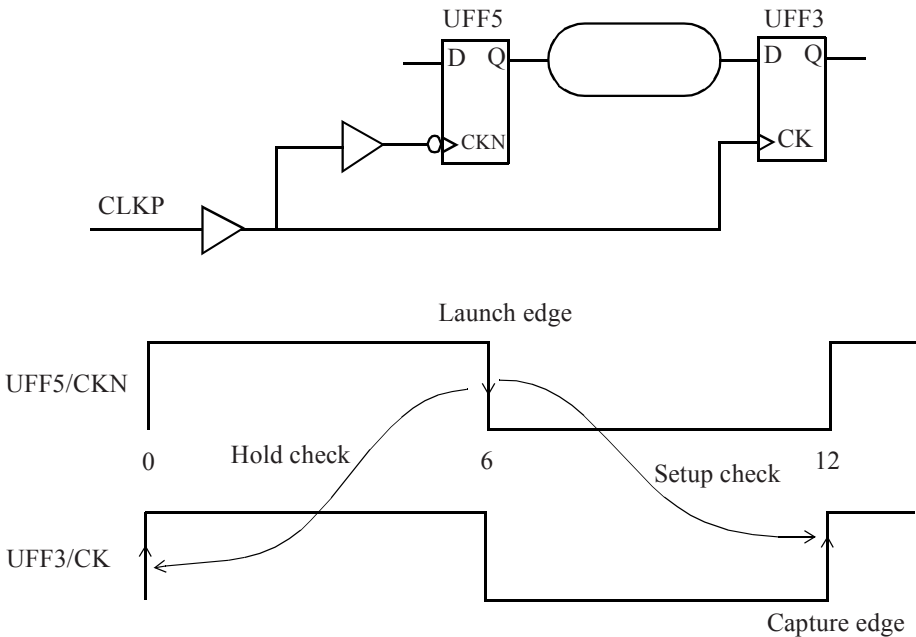 UFF5 UFF3
D Q D Q
CKN CK
CLKP
Launch edge
UFF5/CKN
0 Hold check 6 Setup check 12
UFF3/CK
Capture edge